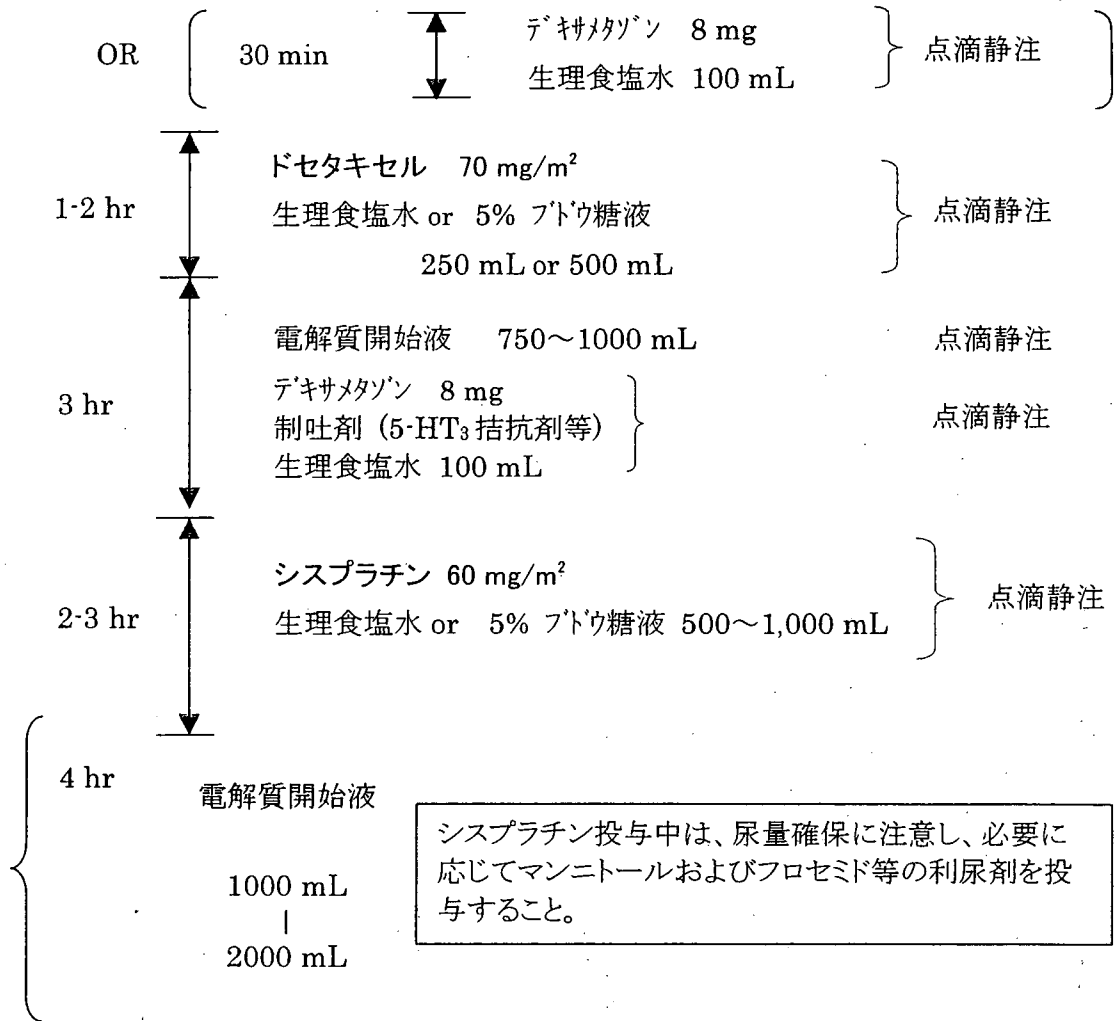 OR 30 min ﾃﾞｷｻﾒﾀｿﾞﾝ 8 mg
生理食塩水 100 mL
点滴静注
1-2 hr
ドセタキセル 70 mg/m²
生理食塩水 or 5% ﾌﾞﾄﾞｳ糖液
250 mL or 500 mL
点滴静注
3 hr
電解質開始液 750～1000 mL 点滴静注
ﾃﾞｷｻﾒﾀｿﾞﾝ 8 mg
制吐剤 (5-HT₃ 拮抗剤等)
生理食塩水 100 mL
点滴静注
2-3 hr
シスプラチン 60 mg/m²
生理食塩水 or 5% ﾌﾞﾄﾞｳ糖液 500～1,000 mL
点滴静注
4 hr
電解質開始液
1000 mL
|
2000 mL
シスプラチン投与中は、尿量確保に注意し、必要に
応じてマンニトールおよびフロセミド等の利尿剤を投
与すること。